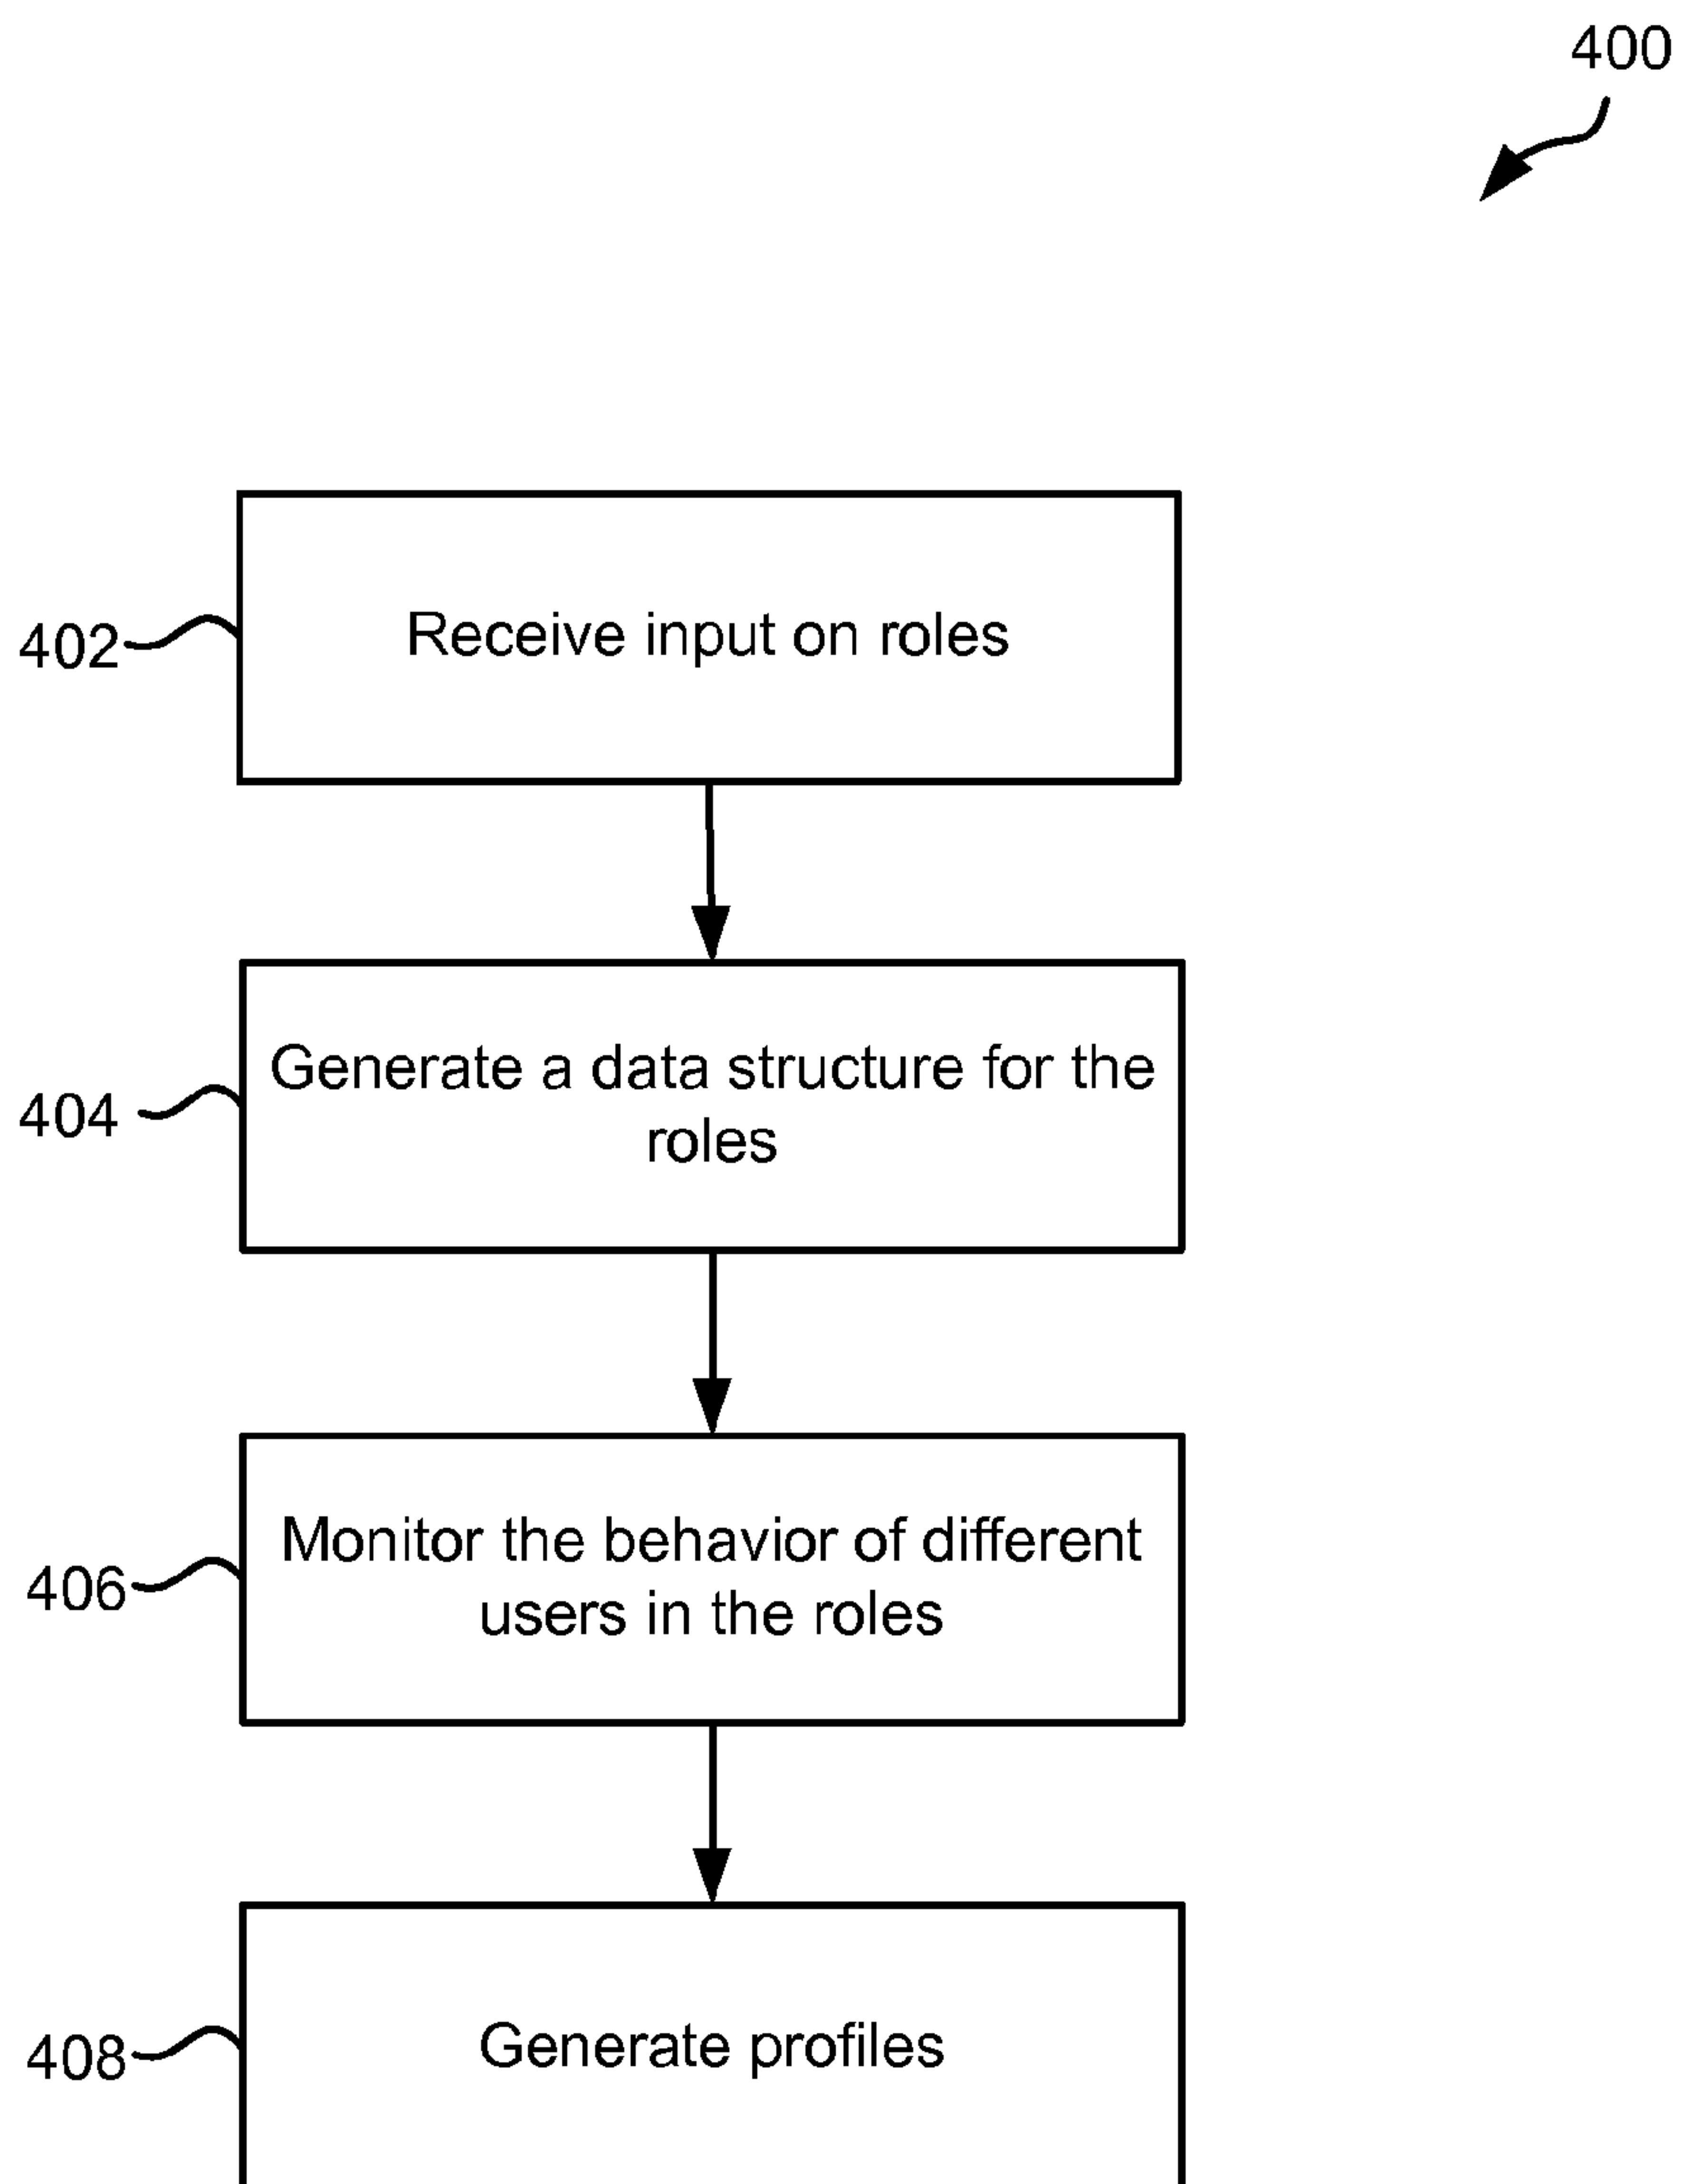 400
402
Receive input on roles
404
Generate a data structure for the
roles
406
Monitor the behavior of different
users in the roles
408
Generate profiles